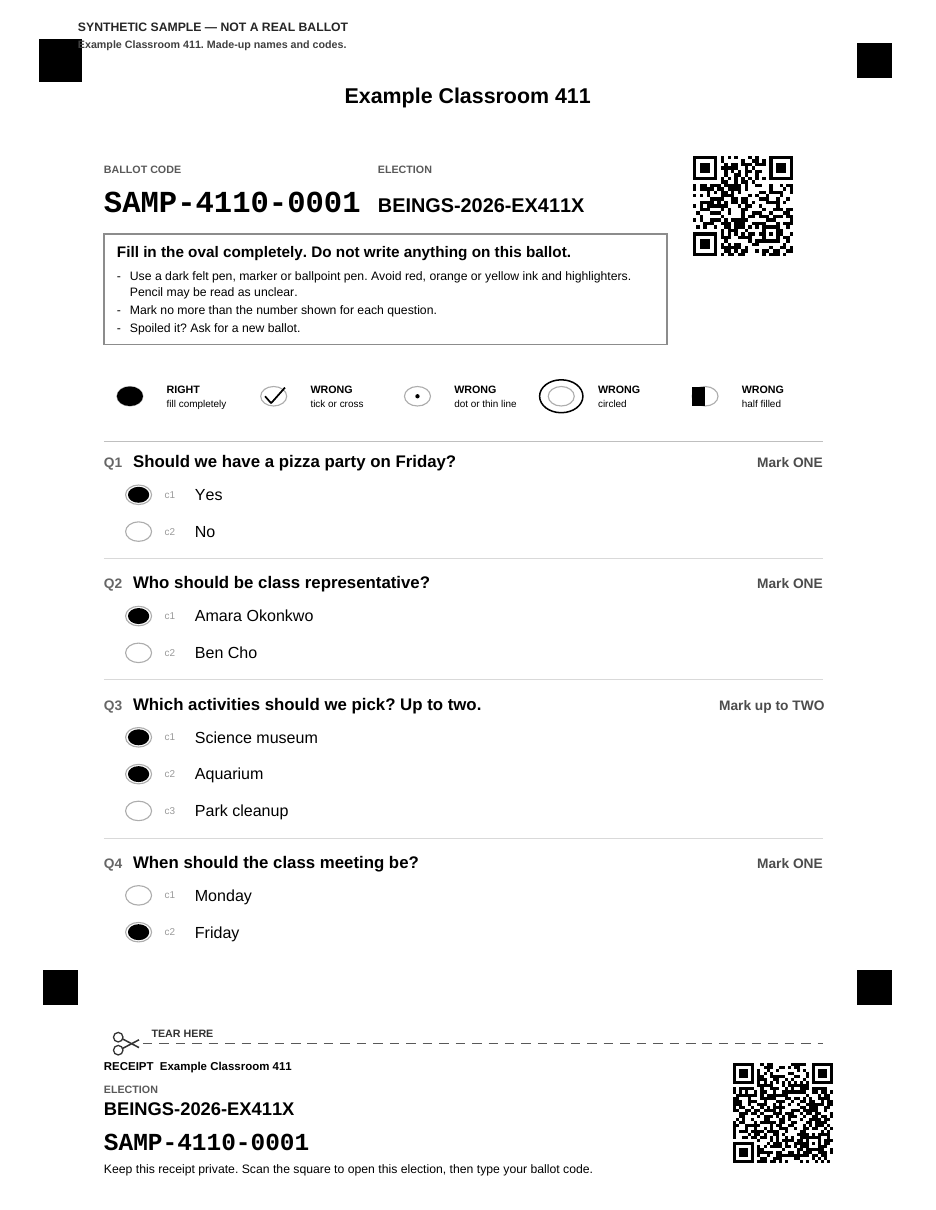 SYNTHETIC SAMPLE — NOT A REAL BALLOT
Example Classroom 411. Made-up names and codes.
Example Classroom 411
BALLOT CODE
ELECTION
SAMP-4110-0001
BEINGS-2026-EX411X
Fill in the oval completely. Do not write anything on this ballot.
- Use a dark felt pen, marker or ballpoint pen. Avoid red, orange or yellow ink and highlighters.
Pencil may be read as unclear.
- Mark no more than the number shown for each question.
- Spoiled it? Ask for a new ballot.
RIGHT
fill completely
WRONG
tick or cross
WRONG
dot or thin line
WRONG
circled
WRONG
half filled
Q1 Should we have a pizza party on Friday? Mark ONE
c1 Yes
c2 No
Q2 Who should be class representative? Mark ONE
c1 Amara Okonkwo
c2 Ben Cho
Q3 Which activities should we pick? Up to two. Mark up to TWO
c1 Science museum
c2 Aquarium
c3 Park cleanup
Q4 When should the class meeting be? Mark ONE
c1 Monday
c2 Friday
TEAR HERE
RECEIPT Example Classroom 411
ELECTION
BEINGS-2026-EX411X
SAMP-4110-0001
Keep this receipt private. Scan the square to open this election, then type your ballot code.